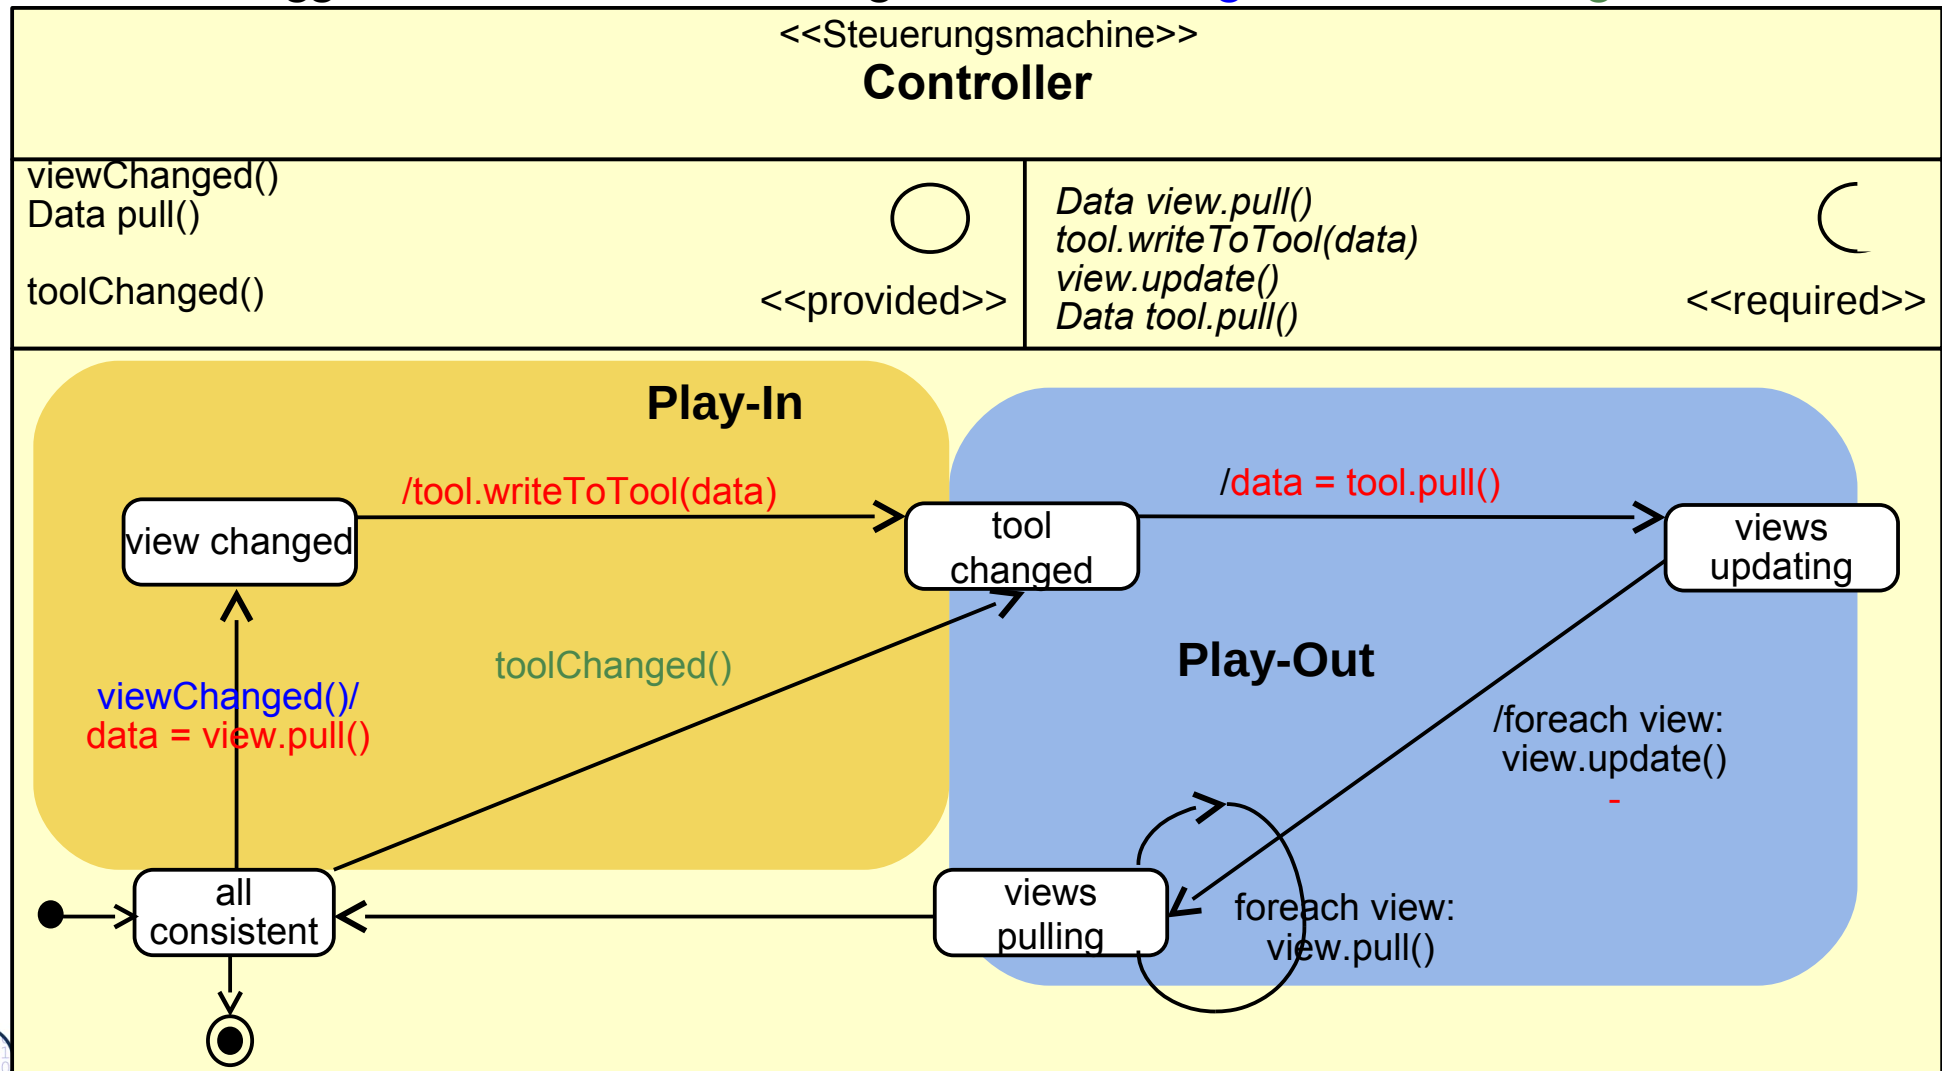 <<Steuerungsmachine>>
Controller
viewChanged()
Data pull()
toolChanged()
<<provided>>
Data view.pull()
tool.writeToTool(data)
view.update()
Data tool.pull()
<<required>>
Play-In
/tool.writeToTool(data)
/data = tool.pull()
view changed
tool
changed
views
updating
toolChanged()
Play-Out
viewChanged()/
data = view.pull()
/foreach view:
view.update()
-
all
consistent
views
pulling
foreach view:
view.pull()